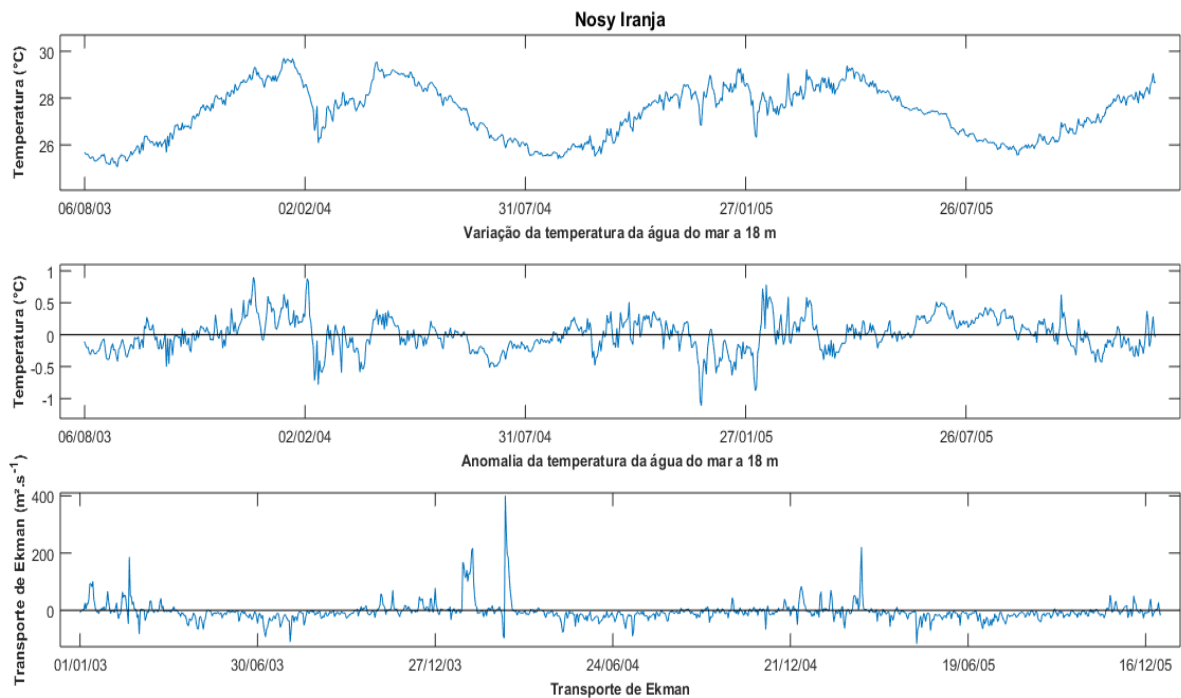 Nosy Iranja
Temperatura (°C)
30
28
26
06/08/03 02/02/04 31/07/04 27/01/05 26/07/05
Variação da temperatura da água do mar a 18 m
Temperatura (°C)
1
0.5
0
-0.5
-1
06/08/03 02/02/04 31/07/04 27/01/05 26/07/05
Anomalia da temperatura da água do mar a 18 m
Transporte de Ekman (m².s⁻¹)
400
200
0
01/01/03 30/06/03 27/12/03 24/06/04 21/12/04 19/06/05 16/12/05
Transporte de Ekman